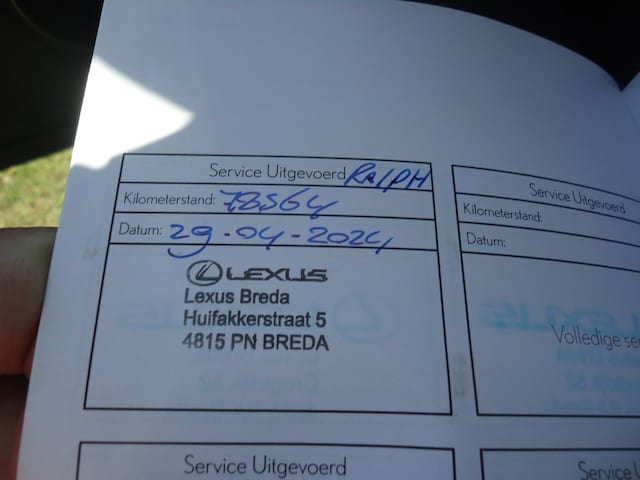 Service Uitgevoerd RALPH
Kilometerstand: 78564
Datum: 29-04-2024
LEXUS
Lexus Breda
Huifakkerstraat 5
4815 PN BREDA
Service Uitgevoerd
Kilometerstand:
Datum:
Volledige se
Service Uitgevoerd
Service U